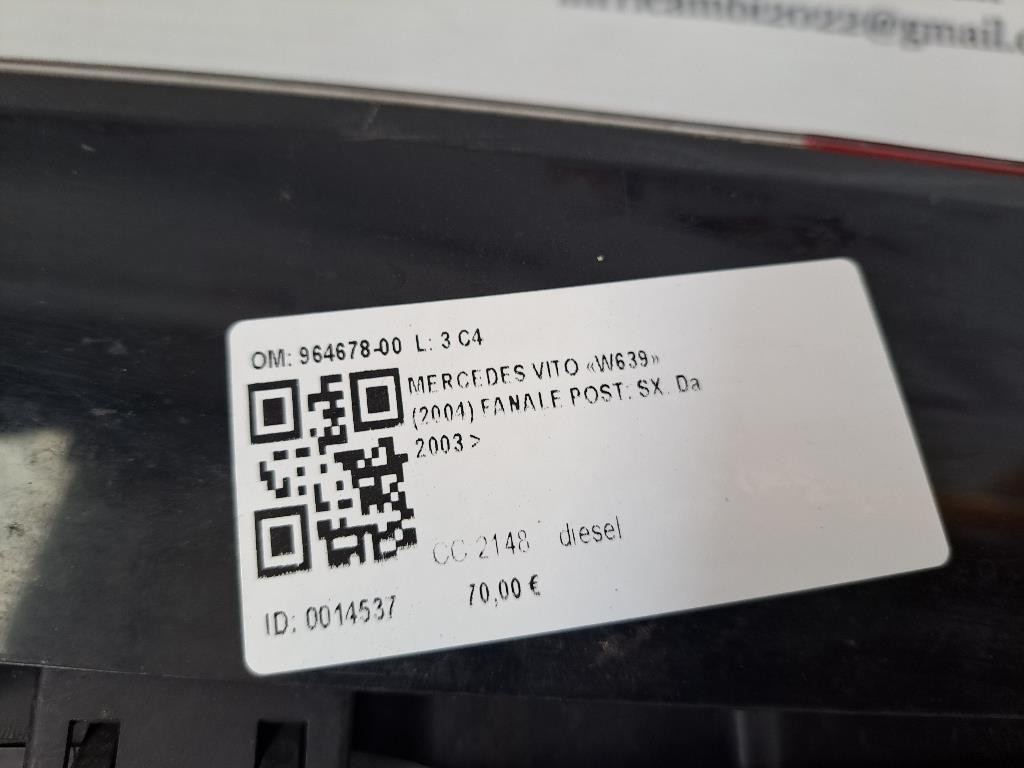 @gmail.
OM: 964678-00 L: 3 C4
MERCEDES VITO «W639»
(2004) FANALE POST: SX. Da
2003 >
CC 2148 diesel
ID: 0014537 70,00 €